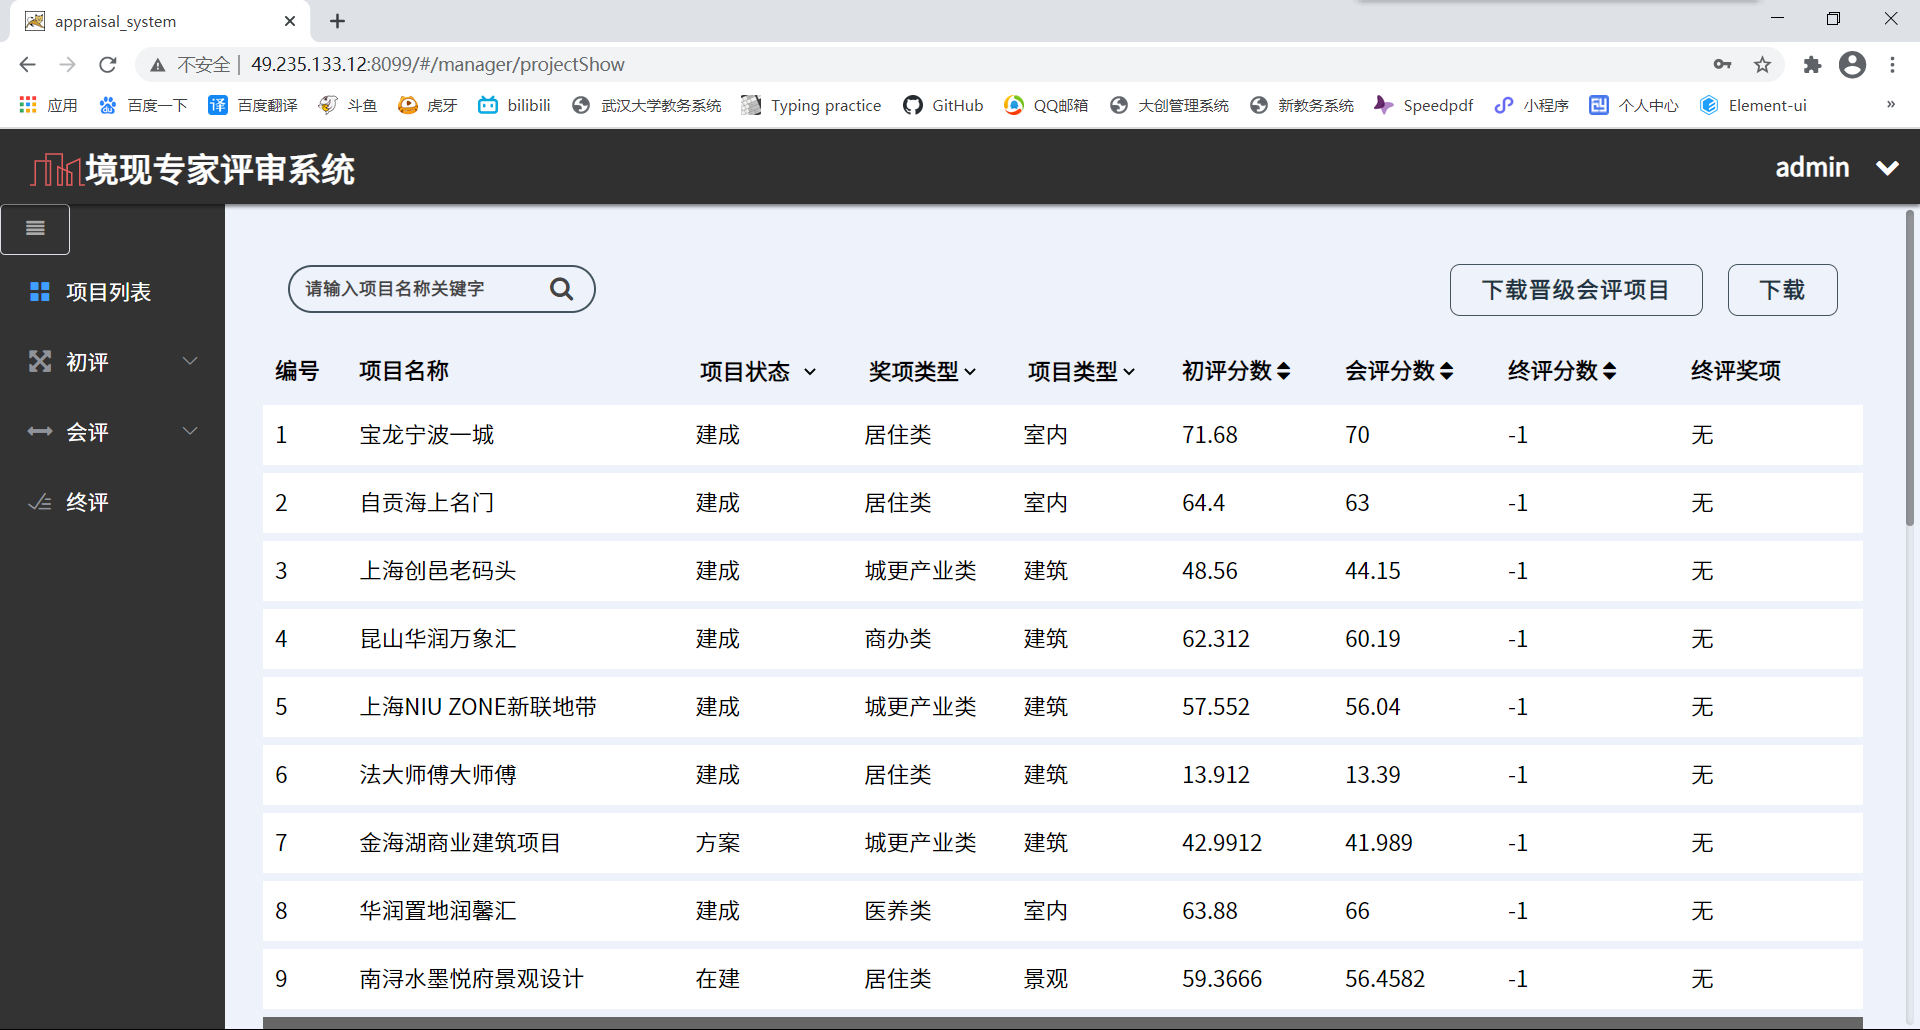 appraisal_system
不安全 | 49.235.133.12:8099/#/manager/projectShow
应用 百度一下 百度翻译 斗鱼 虎牙 bilibili 武汉大学教务系统 Typing practice GitHub QQ邮箱 大创管理系统 新教务系统 Speedpdf 小程序 个人中心 Element-ui »
境现专家评审系统 admin
项目列表
初评
会评
终评
请输入项目名称关键字 下载晋级会评项目 下载
编号 项目名称 项目状态 奖项类型 项目类型 初评分数 会评分数 终评分数 终评奖项
1 宝龙宁波一城 建成 居住类 室内 71.68 70 -1 无
2 自贡海上名门 建成 居住类 室内 64.4 63 -1 无
3 上海创邑老码头 建成 城更产业类 建筑 48.56 44.15 -1 无
4 昆山华润万象汇 建成 商办类 建筑 62.312 60.19 -1 无
5 上海NIU ZONE新联地带 建成 城更产业类 建筑 57.552 56.04 -1 无
6 法大师傅大师傅 建成 居住类 建筑 13.912 13.39 -1 无
7 金海湖商业建筑项目 方案 城更产业类 建筑 42.9912 41.989 -1 无
8 华润置地润馨汇 建成 医养类 室内 63.88 66 -1 无
9 南浔水墨悦府景观设计 在建 居住类 景观 59.3666 56.4582 -1 无